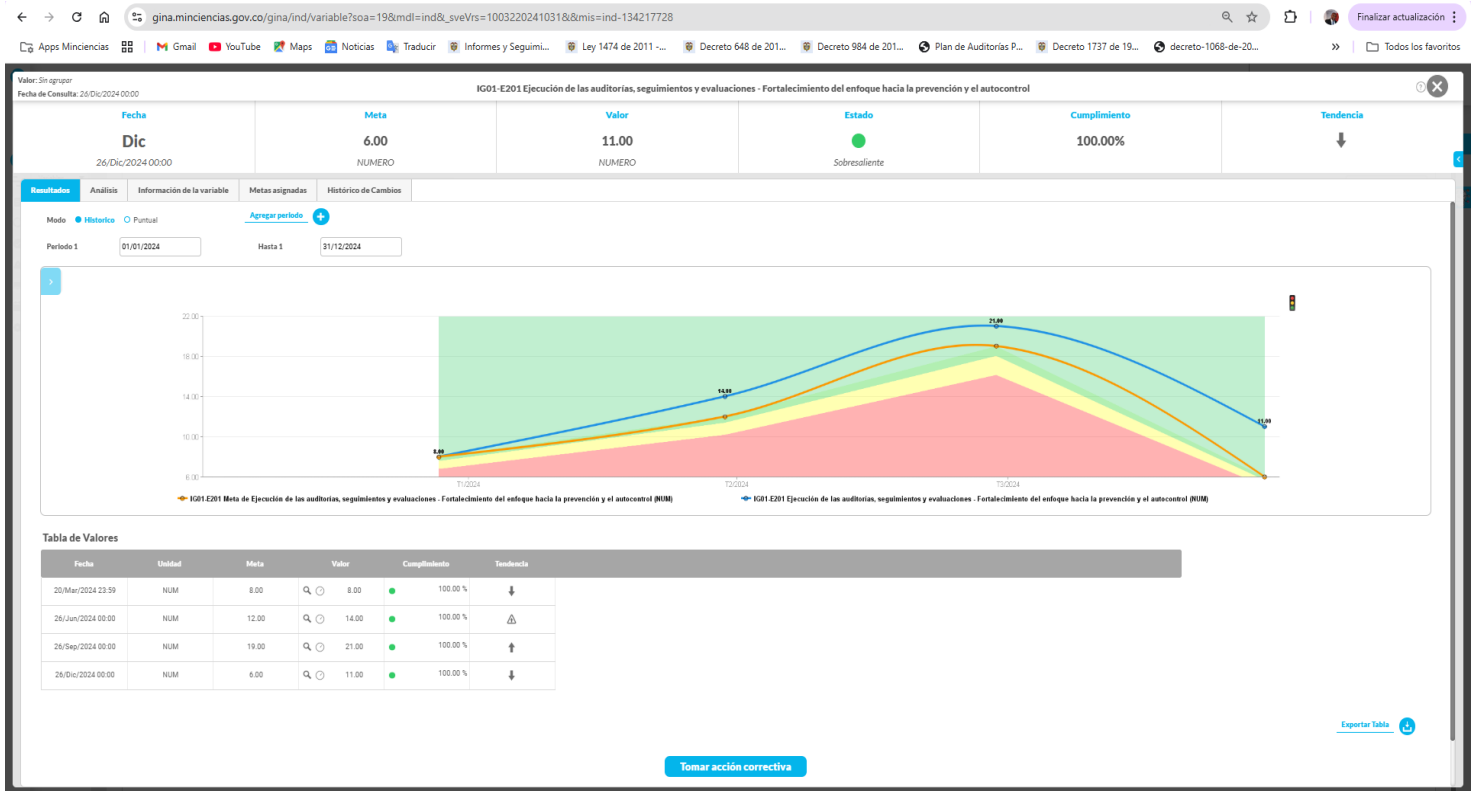 gina.minciencias.gov.co/gina/ind/variable?soa=19&mdl=ind&_sveVrs=1003220241031&&mis=ind-134217728
Finalizar actualización
Apps Minciencias Gmail YouTube Maps Noticias Traducir Informes y Seguimi... Ley 1474 de 2011 -... Decreto 648 de 201... Decreto 984 de 201... Plan de Auditorías P... Decreto 1737 de 19... decreto-1068-de-20... » Todos los favoritos
Valor: Sin agrupar
Fecha de Consulta: 26/Dic/2024 00:00
IG01-E201 Ejecución de las auditorías, seguimientos y evaluaciones - Fortalecimiento del enfoque hacia la prevención y el autocontrol
Fecha Meta Valor Estado Cumplimiento Tendencia
Dic 6.00 11.00 100.00%
26/Dic/2024 00:00 NUMERO NUMERO Sobresaliente
Resultados Análisis Información de la variable Metas asignadas Histórico de Cambios
Modo Historico Puntual Agregar periodo
Periodo 1 01/01/2024 Hasta 1 31/12/2024
22.00
21.00
18.00
14.00
14.00
11.00
10.00
8.00
6.00
T1/2024 T2/2024 T3/2024
IG01-E201 Meta de Ejecución de las auditorías, seguimientos y evaluaciones - Fortalecimiento del enfoque hacia la prevención y el autocontrol (NUM) IG01-E201 Ejecución de las auditorías, seguimientos y evaluaciones - Fortalecimiento del enfoque hacia la prevención y el autocontrol (NUM)
Tabla de Valores
Fecha Unidad Meta Valor Cumplimiento Tendencia
20/Mar/2024 23:59 NUM 8.00 8.00 100.00 %
26/Jun/2024 00:00 NUM 12.00 14.00 100.00 %
26/Sep/2024 00:00 NUM 19.00 21.00 100.00 %
26/Dic/2024 00:00 NUM 6.00 11.00 100.00 %
Exportar Tabla
Tomar acción correctiva